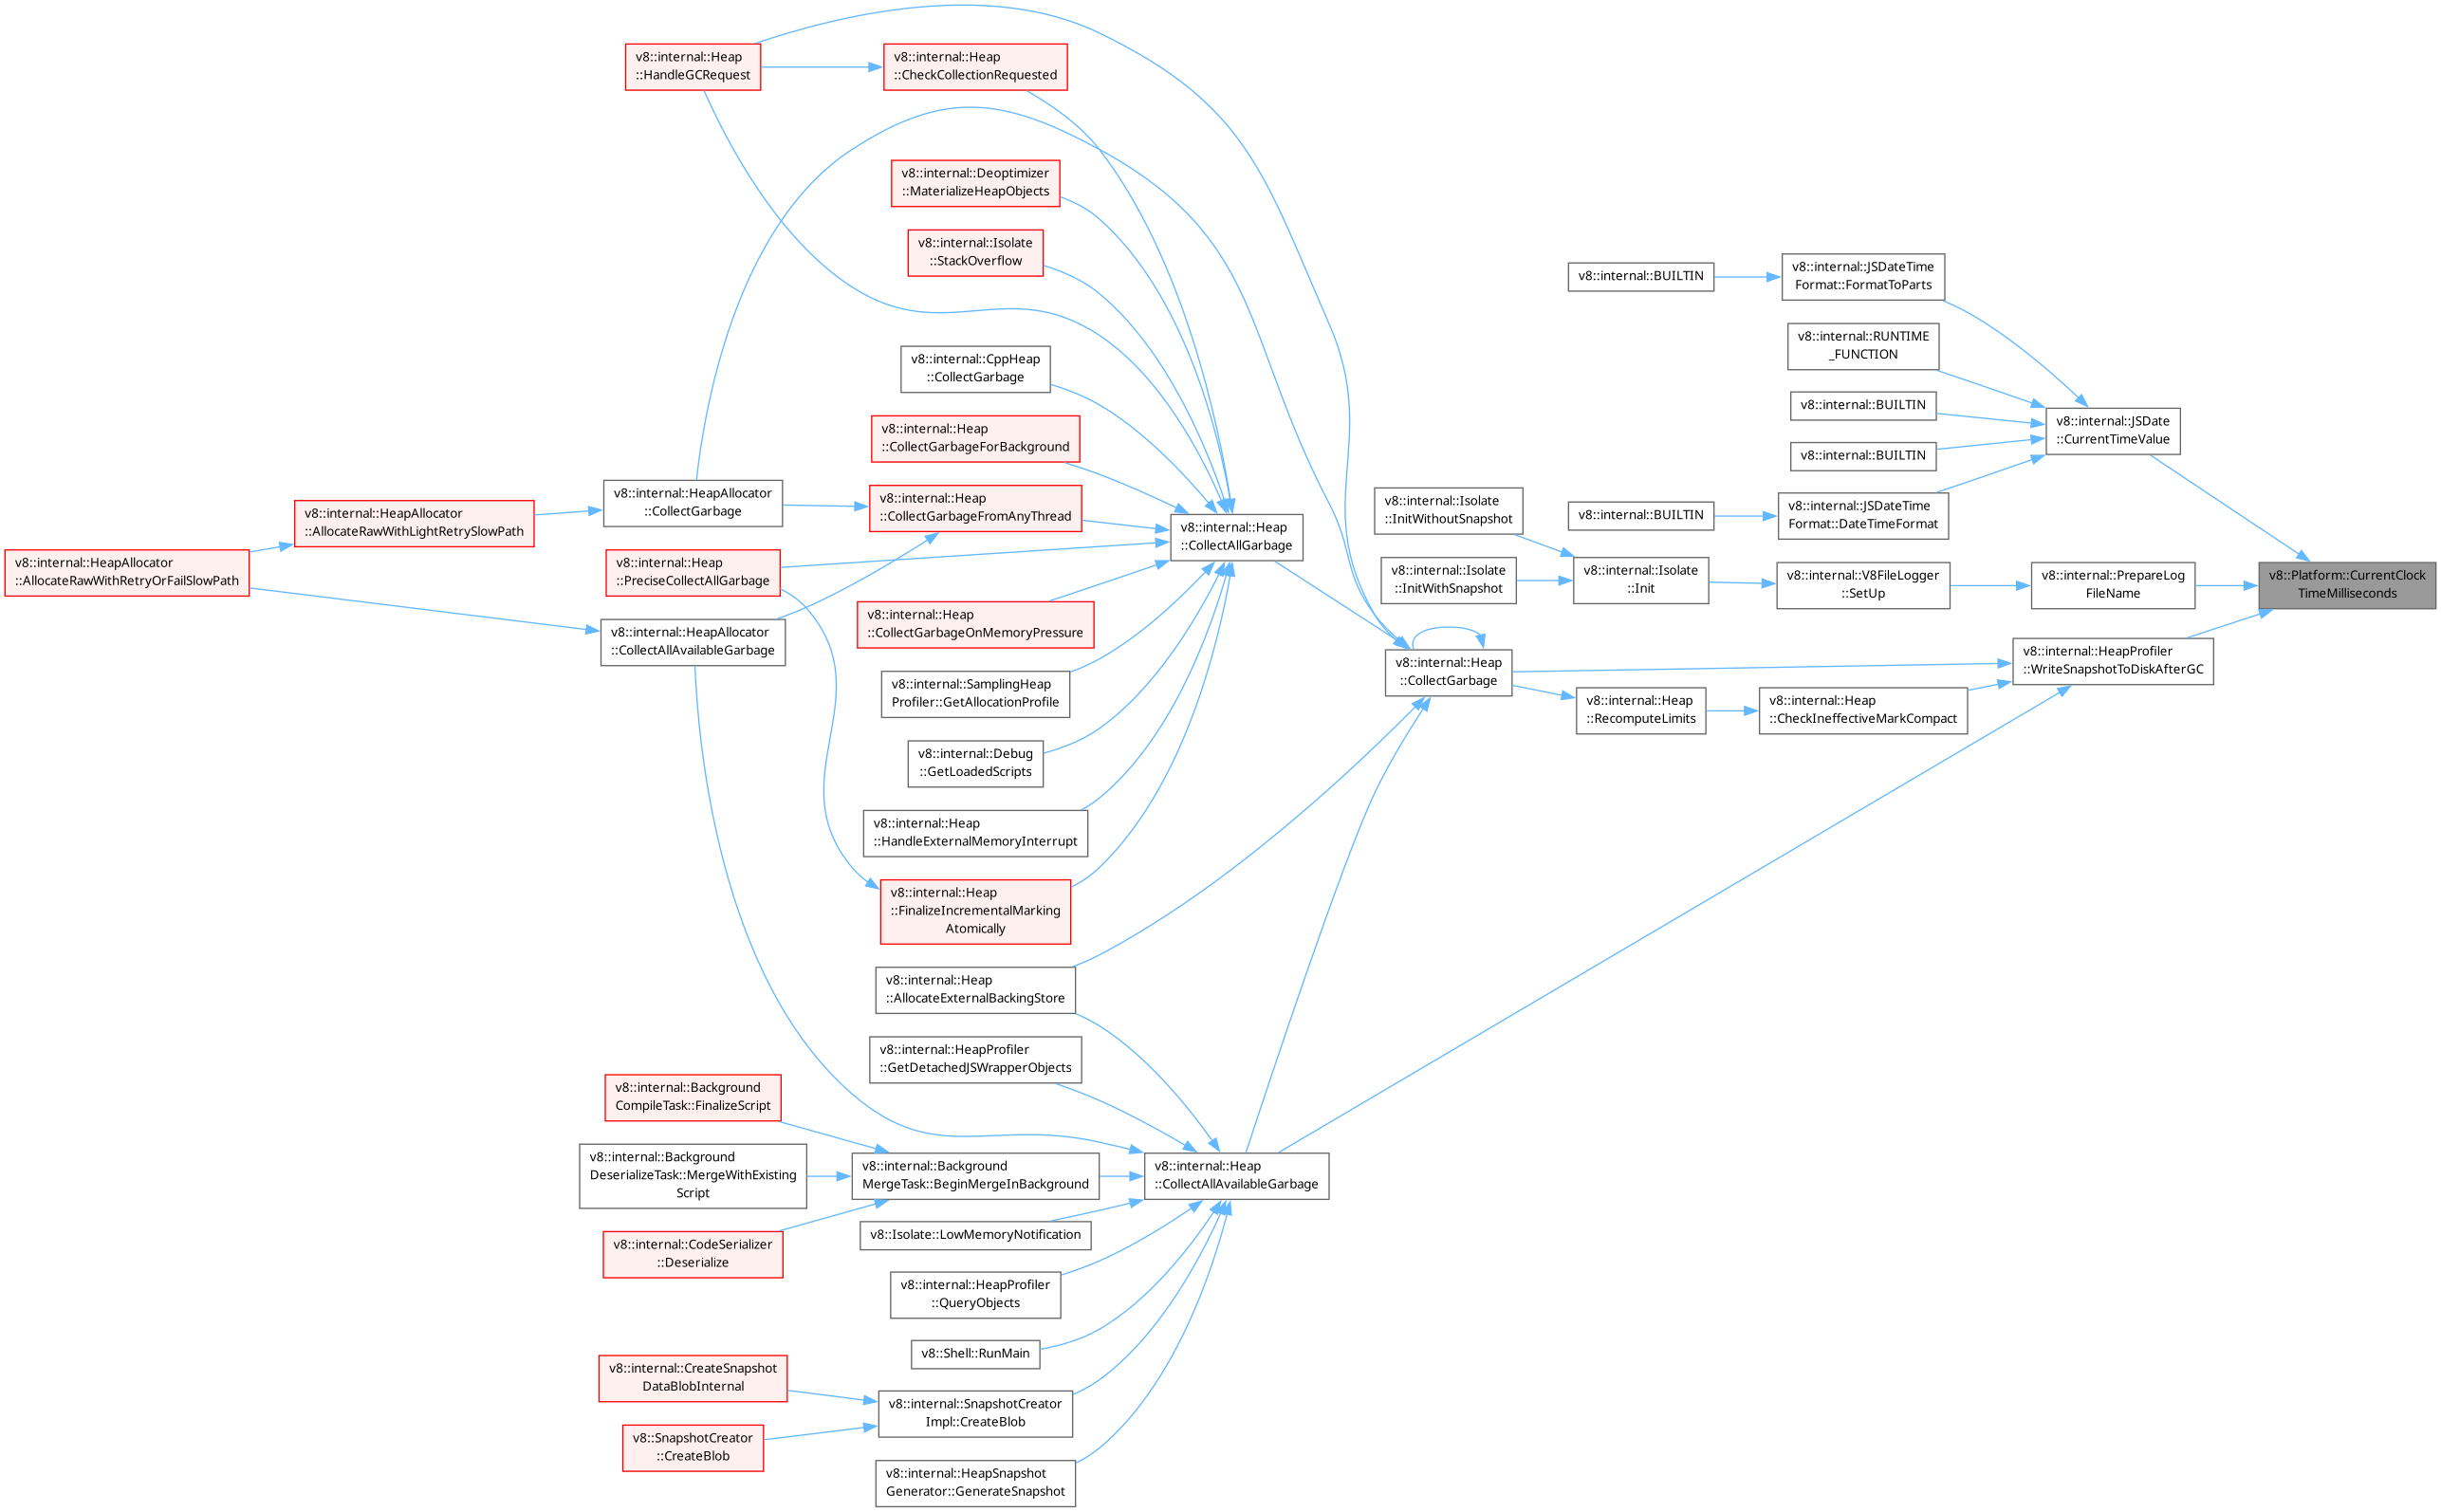 v8::internal::Heap
::HandleGCRequest
v8::internal::Heap
::CheckCollectionRequested
v8::internal::Deoptimizer
::MaterializeHeapObjects
v8::internal::Isolate
::StackOverflow
v8::internal::CppHeap
::CollectGarbage
v8::internal::Heap
::CollectGarbageForBackground
v8::internal::HeapAllocator
::CollectGarbage
v8::internal::Heap
::CollectGarbageFromAnyThread
v8::internal::HeapAllocator
::AllocateRawWithLightRetrySlowPath
v8::internal::HeapAllocator
::AllocateRawWithRetryOrFailSlowPath
v8::internal::Heap
::PreciseCollectAllGarbage
v8::internal::Heap
::CollectAllGarbage
v8::internal::Heap
::CollectGarbageOnMemoryPressure
v8::internal::HeapAllocator
::CollectAllAvailableGarbage
v8::internal::SamplingHeap
Profiler::GetAllocationProfile
v8::internal::Debug
::GetLoadedScripts
v8::internal::Heap
::HandleExternalMemoryInterrupt
v8::internal::Heap
::FinalizeIncrementalMarking
Atomically
v8::internal::Heap
::AllocateExternalBackingStore
v8::internal::HeapProfiler
::GetDetachedJSWrapperObjects
v8::internal::Background
CompileTask::FinalizeScript
v8::internal::Background
DeserializeTask::MergeWithExisting
Script
v8::internal::Background
MergeTask::BeginMergeInBackground
v8::internal::Heap
::CollectAllAvailableGarbage
v8::internal::CodeSerializer
::Deserialize
v8::Isolate::LowMemoryNotification
v8::internal::HeapProfiler
::QueryObjects
v8::Shell::RunMain
v8::internal::CreateSnapshot
DataBlobInternal
v8::internal::SnapshotCreator
Impl::CreateBlob
v8::SnapshotCreator
::CreateBlob
v8::internal::HeapSnapshot
Generator::GenerateSnapshot
v8::internal::BUILTIN
v8::internal::JSDateTime
Format::FormatToParts
v8::internal::RUNTIME
_FUNCTION
v8::internal::BUILTIN
v8::internal::JSDate
::CurrentTimeValue
v8::internal::BUILTIN
v8::internal::Isolate
::InitWithoutSnapshot
v8::internal::BUILTIN
v8::internal::JSDateTime
Format::DateTimeFormat
v8::internal::Isolate
::InitWithSnapshot
v8::internal::Isolate
::Init
v8::internal::V8FileLogger
::SetUp
v8::internal::PrepareLog
FileName
v8::Platform::CurrentClock
TimeMilliseconds
v8::internal::Heap
::CollectGarbage
v8::internal::HeapProfiler
::WriteSnapshotToDiskAfterGC
v8::internal::Heap
::RecomputeLimits
v8::internal::Heap
::CheckIneffectiveMarkCompact